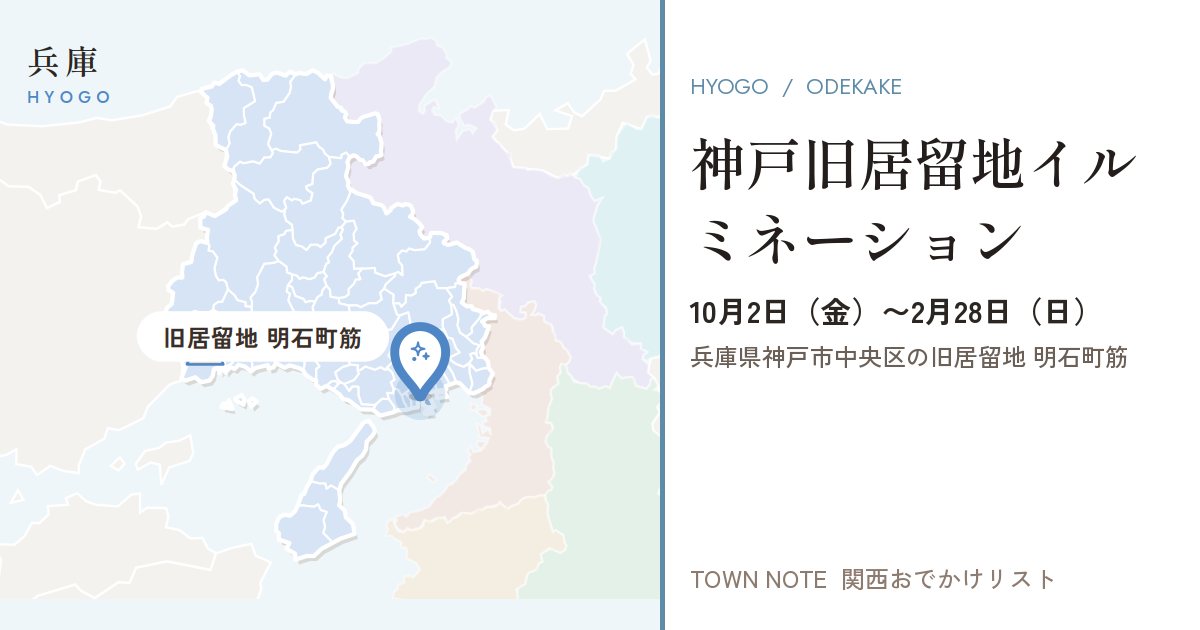 兵庫
HYOGO
旧居留地 明石町筋
HYOGO / ODEKAKE
神戸旧居留地イル
ミネーション
10月2日（金）〜2月28日（日）
兵庫県神戸市中央区の旧居留地 明石町筋
TOWN NOTE 関西おでかけリスト